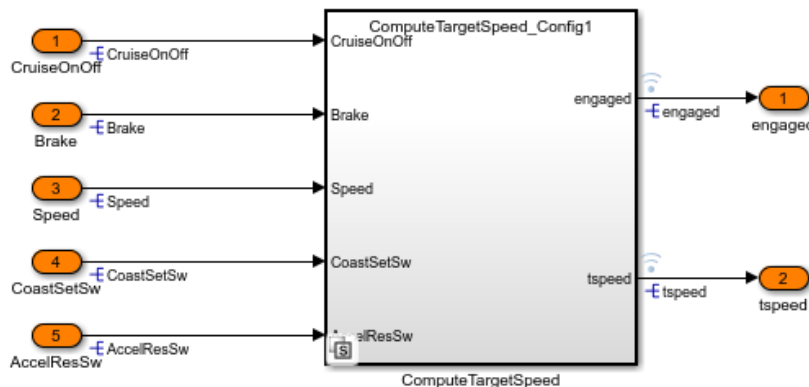 ComputeTargetSpeed_Config1
1
CruiseOnOff
CruiseOnOff
CruiseOnOff
engaged
engaged
1
engaged
2
Brake
Brake
Brake
3
Speed
Speed
Speed
4
CoastSetSw
CoastSetSw
CoastSetSw
tspeed
tspeed
2
tspeed
5
AccelResSw
AccelResSw
AccelResSw
S
ComputeTargetSpeed